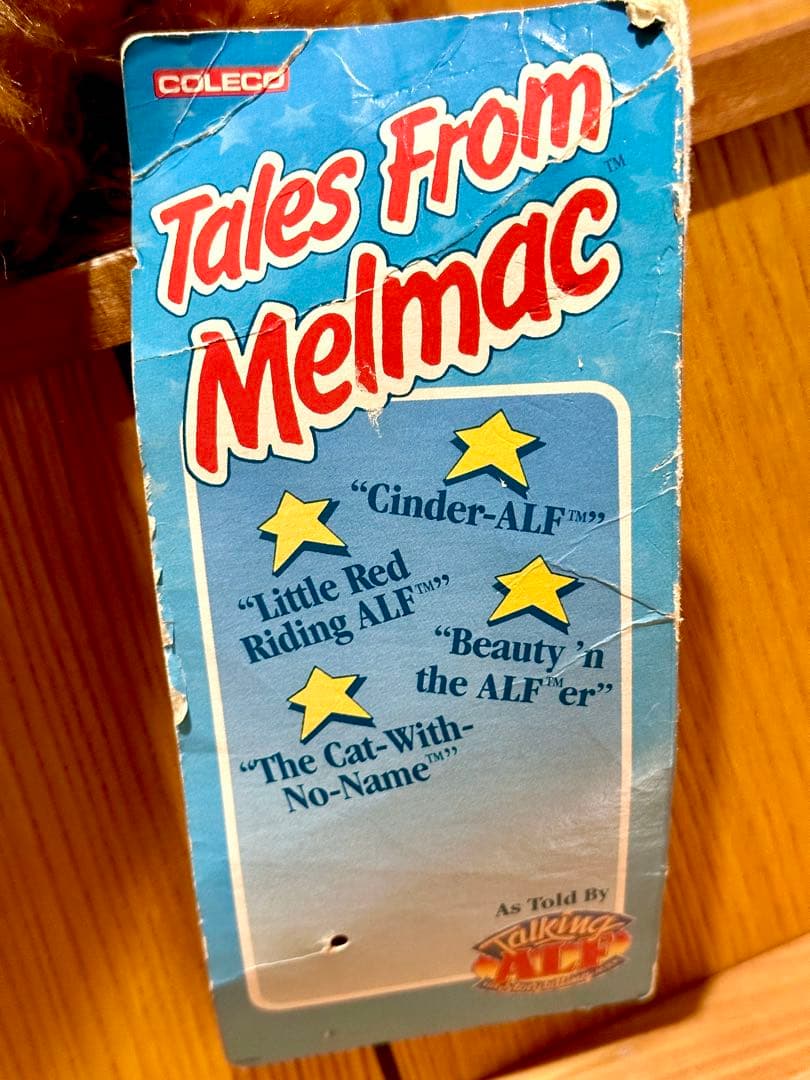 COLECO
Tales From
Melmac™
“Cinder-ALF™”
“Little Red
Riding ALF™”
“Beauty ’n
the ALF™er”
“The Cat-With-
No-Name™”
As Told By
Talking
ALF